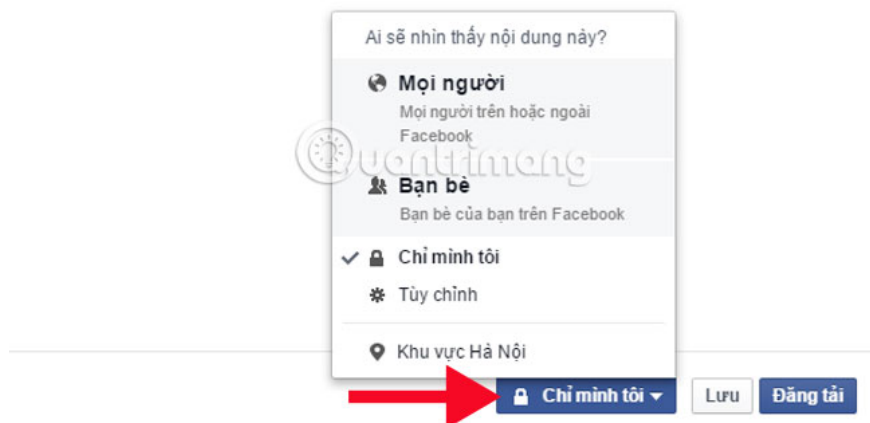 Ai sẽ nhìn thấy nội dung này?
Mọi người
Mọi người trên hoặc ngoài
Facebook
Quantrimang
Bạn bè
Bạn bè của bạn trên Facebook
Chỉ mình tôi
Tùy chỉnh
Khu vực Hà Nội
Chỉ mình tôi Lưu Đăng tải